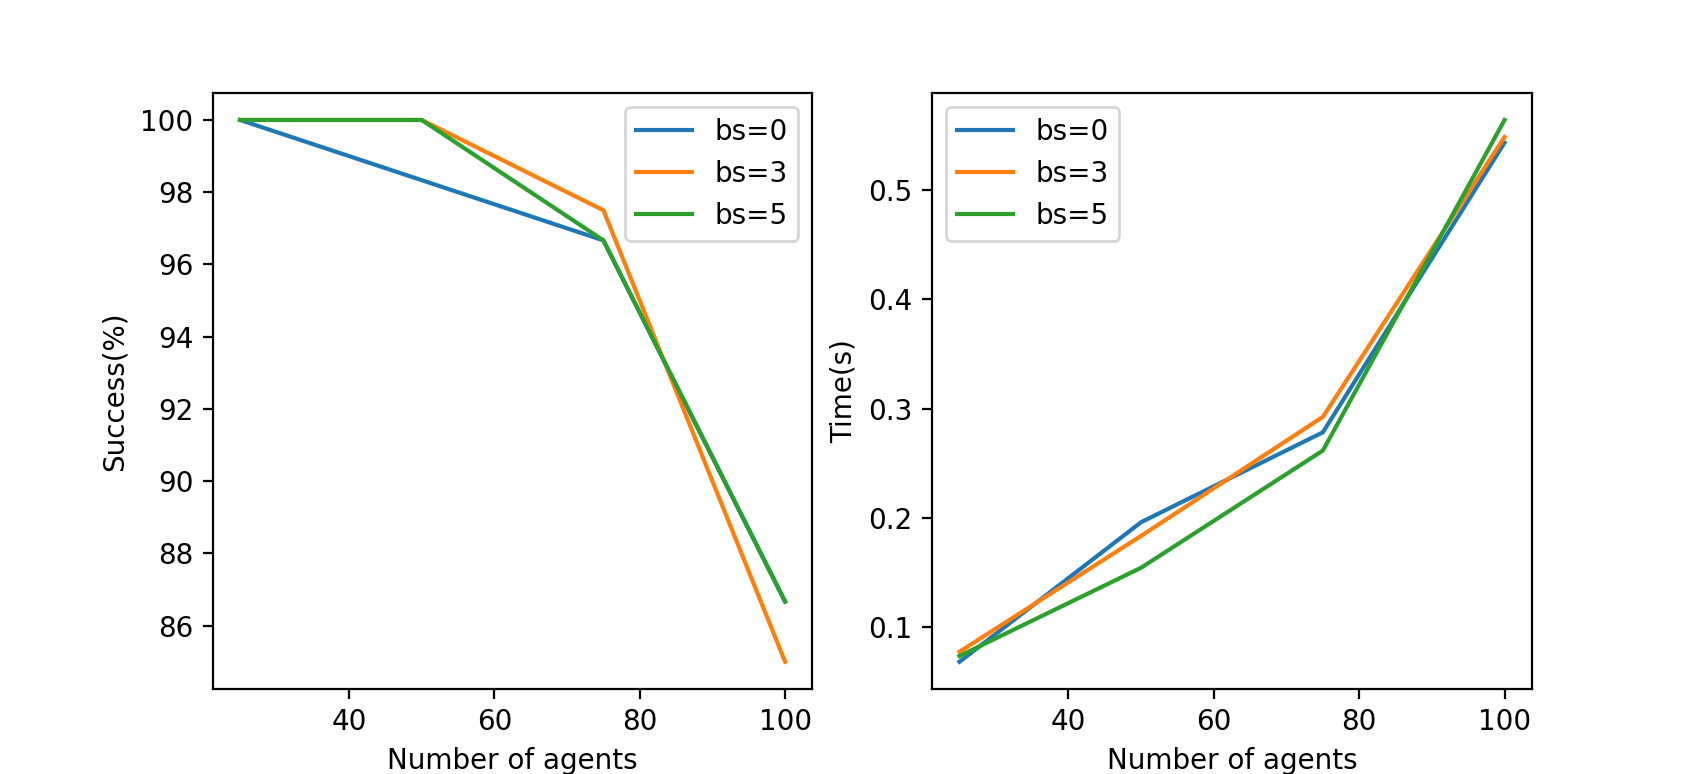 Success(%)
100
98
96
94
92
90
88
86
40 60 80 100
Number of agents
bs=0
bs=3
bs=5
Time(s)
0.5
0.4
0.3
0.2
0.1
40 60 80 100
Number of agents
bs=0
bs=3
bs=5